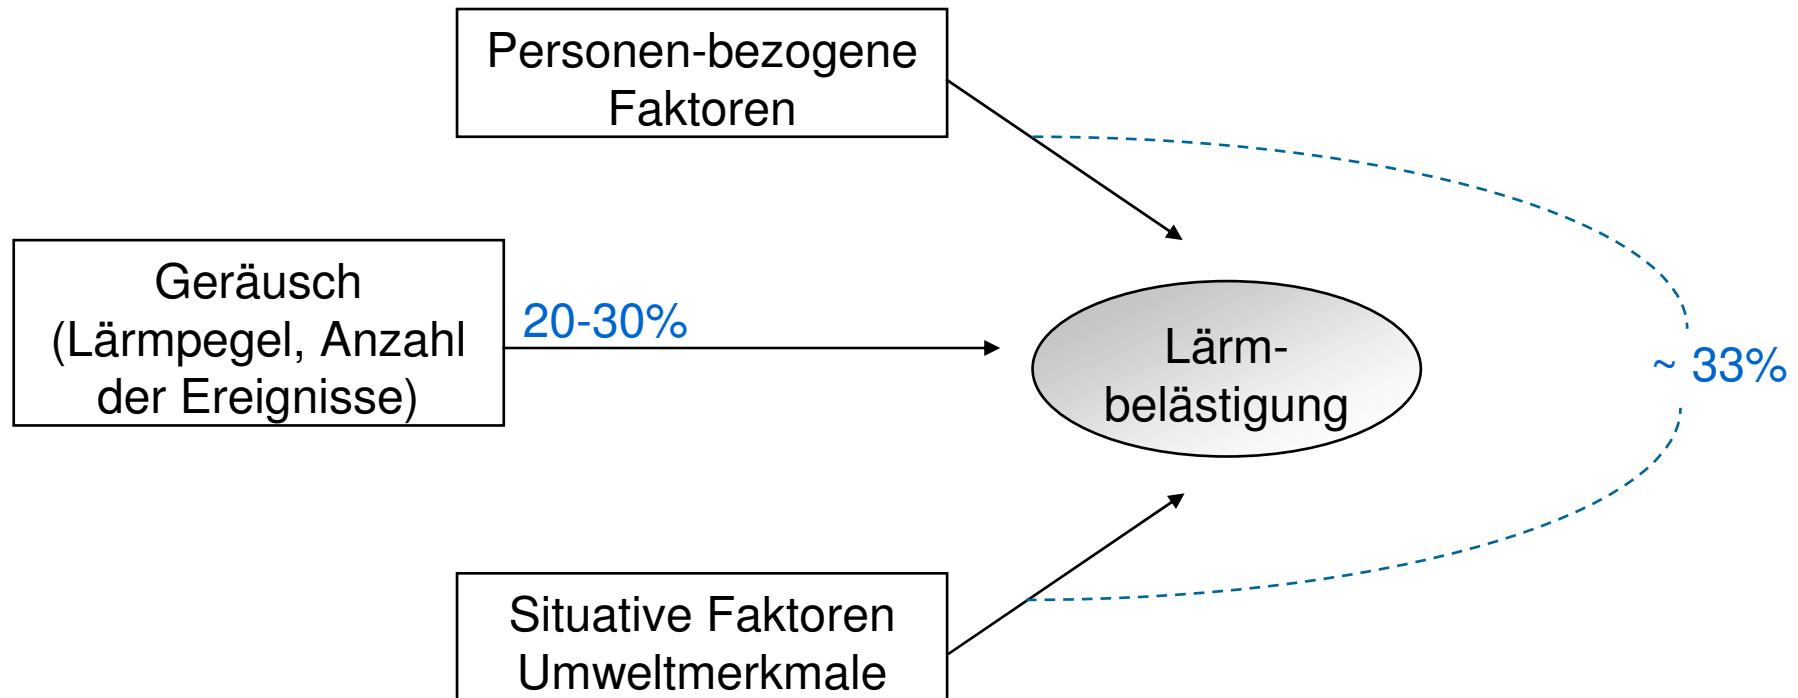 Personen-bezogene
Faktoren
Geräusch
(Lärmpegel, Anzahl
der Ereignisse)
20-30%
Lärm-
belästigung
~ 33%
Situative Faktoren
Umweltmerkmale